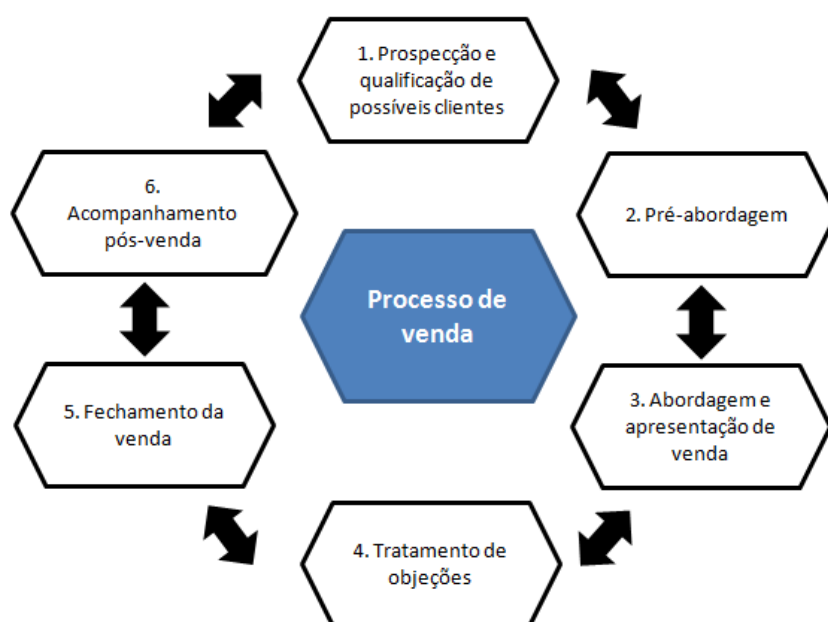 1. Prospecção e
qualificação de
possíveis clientes
2. Pré-abordagem
3. Abordagem e
apresentação de
venda
4. Tratamento de
objeções
5. Fechamento da
venda
6.
Acompanhamento
pós-venda
Processo de
venda